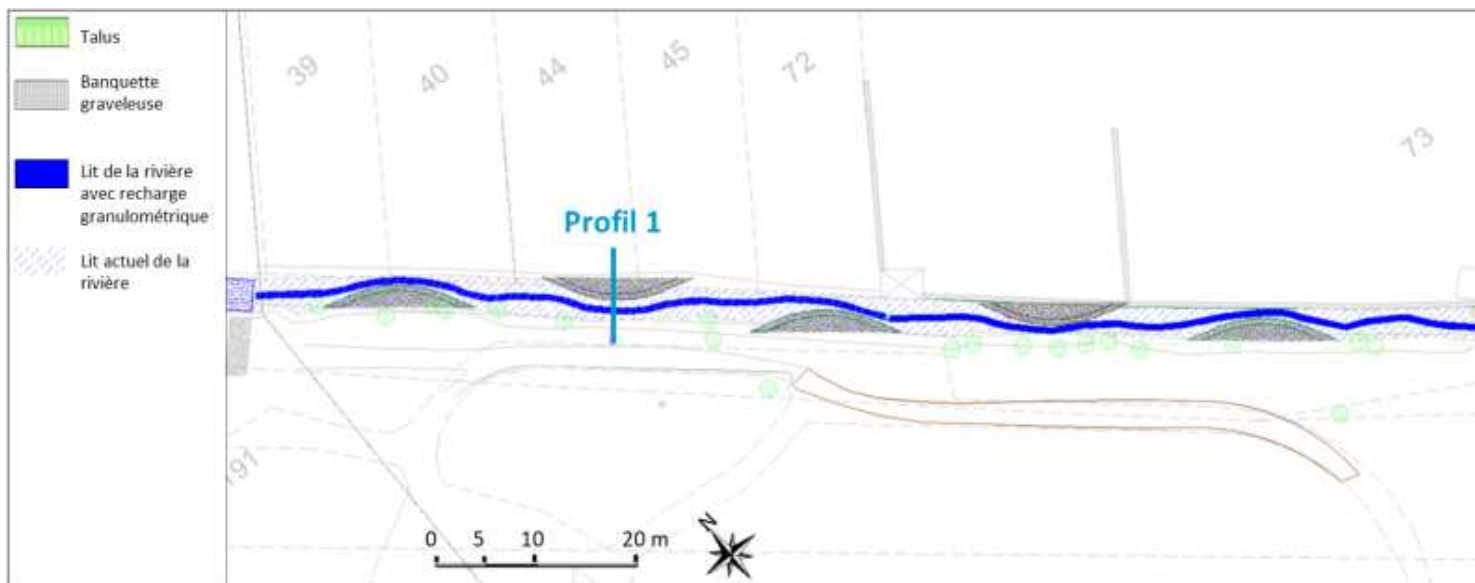 Talus
Banquette
graveleuse
Lit de la rivière
avec recharge
granulométrique
Lit actuel de la
rivière
39
40
44
45
72
73
Profil 1
191
0 5 10 20 m
N